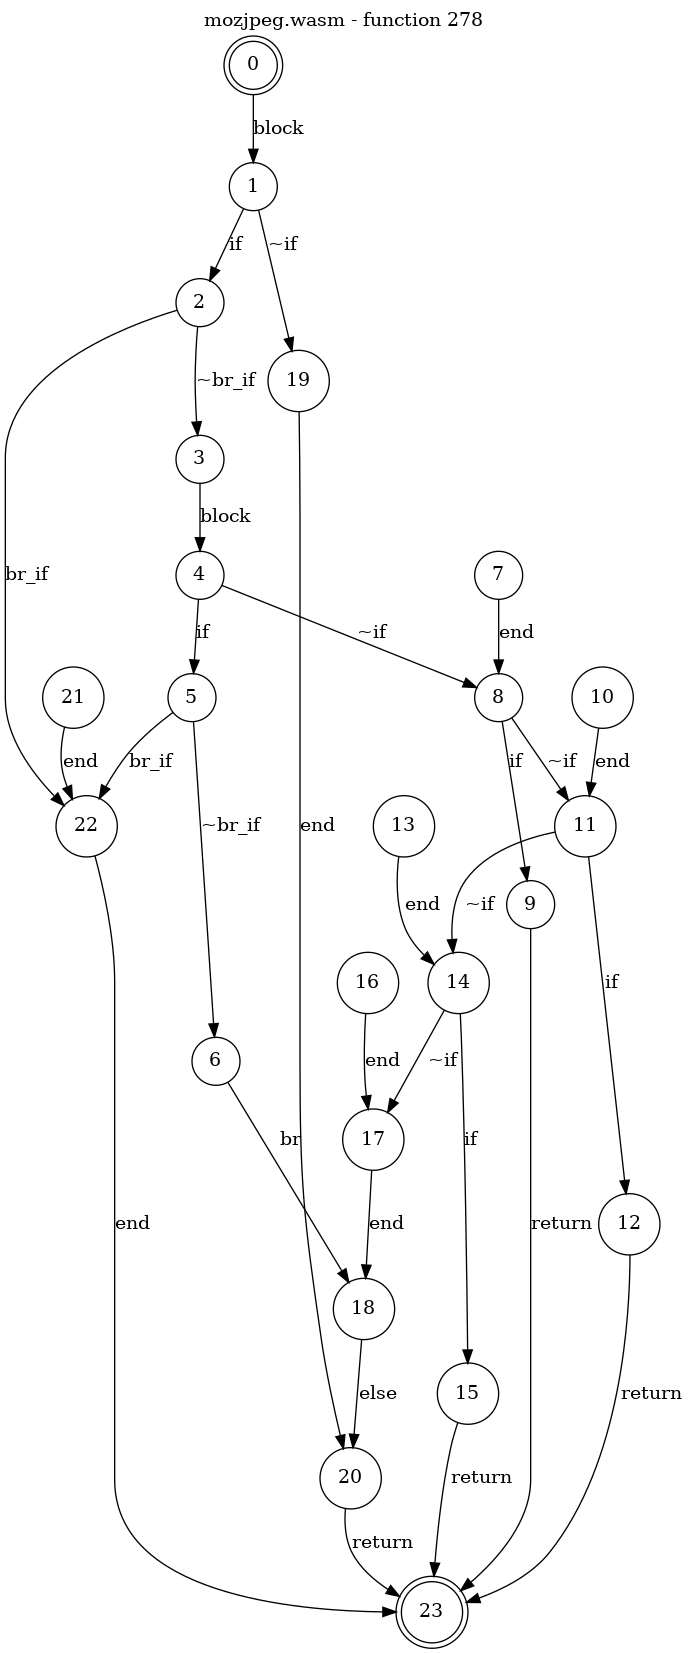 mozjpeg.wasm - function 278
0
block
1
if
~if
2
19
~br_if
3
block
br_if
4
7
if
~if
end
21
5
8
10
end
br_if
if
~if
end
~br_if
end
22
13
11
end
~if
9
16
14
if
end
~if
6
br
17
if
end
end
return
12
18
else
15
return
20
return
return
23